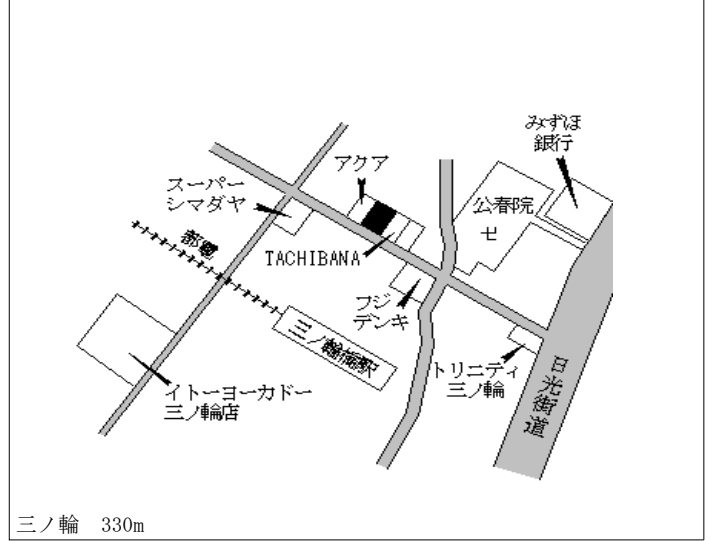 みずほ
銀行
アクア
スーパー
シマダヤ
公春院
卍
都電
TACHIBANA
フジ
デンキ
三ノ輪橋駅
トリニティ
三ノ輪
日光街道
イトーヨーカドー
三ノ輪店
三ノ輪　330m